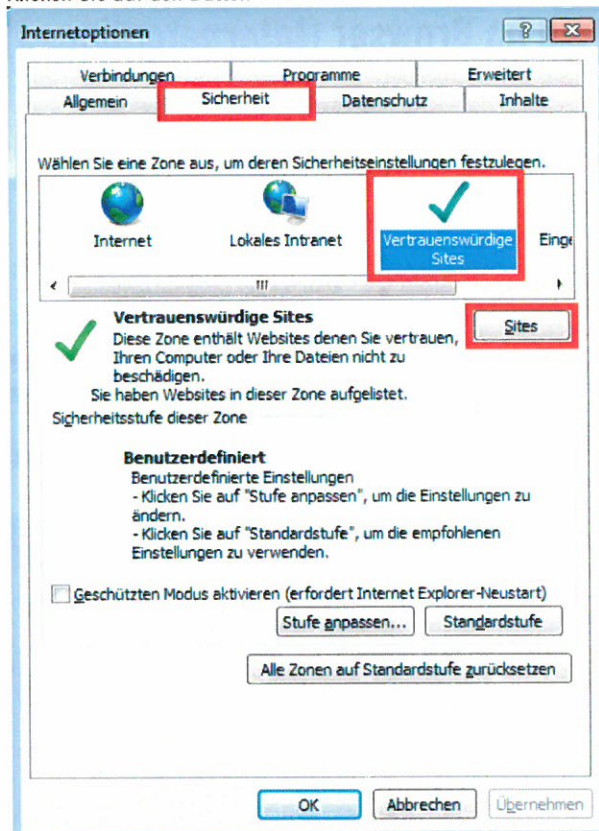 Internetoptionen
Verbindungen Programme Erweitert
Allgemein Sicherheit Datenschutz Inhalte
Wählen Sie eine Zone aus, um deren Sicherheitseinstellungen festzulegen.
Internet Lokales Intranet Vertrauenswürdige Sites Einge
Vertrauenswürdige Sites
Sites
Diese Zone enthält Websites denen Sie vertrauen,
Ihren Computer oder Ihre Dateien nicht zu
beschädigen.
Sie haben Websites in dieser Zone aufgelistet.
Sicherheitsstufe dieser Zone
Benutzerdefiniert
Benutzerdefinierte Einstellungen
- Klicken Sie auf "Stufe anpassen", um die Einstellungen zu
ändern.
- Klicken Sie auf "Standardstufe", um die empfohlenen
Einstellungen zu verwenden.
Geschützten Modus aktivieren (erfordert Internet Explorer-Neustart)
Stufe anpassen... Standardstufe
Alle Zonen auf Standardstufe zurücksetzen
OK Abbrechen Übernehmen